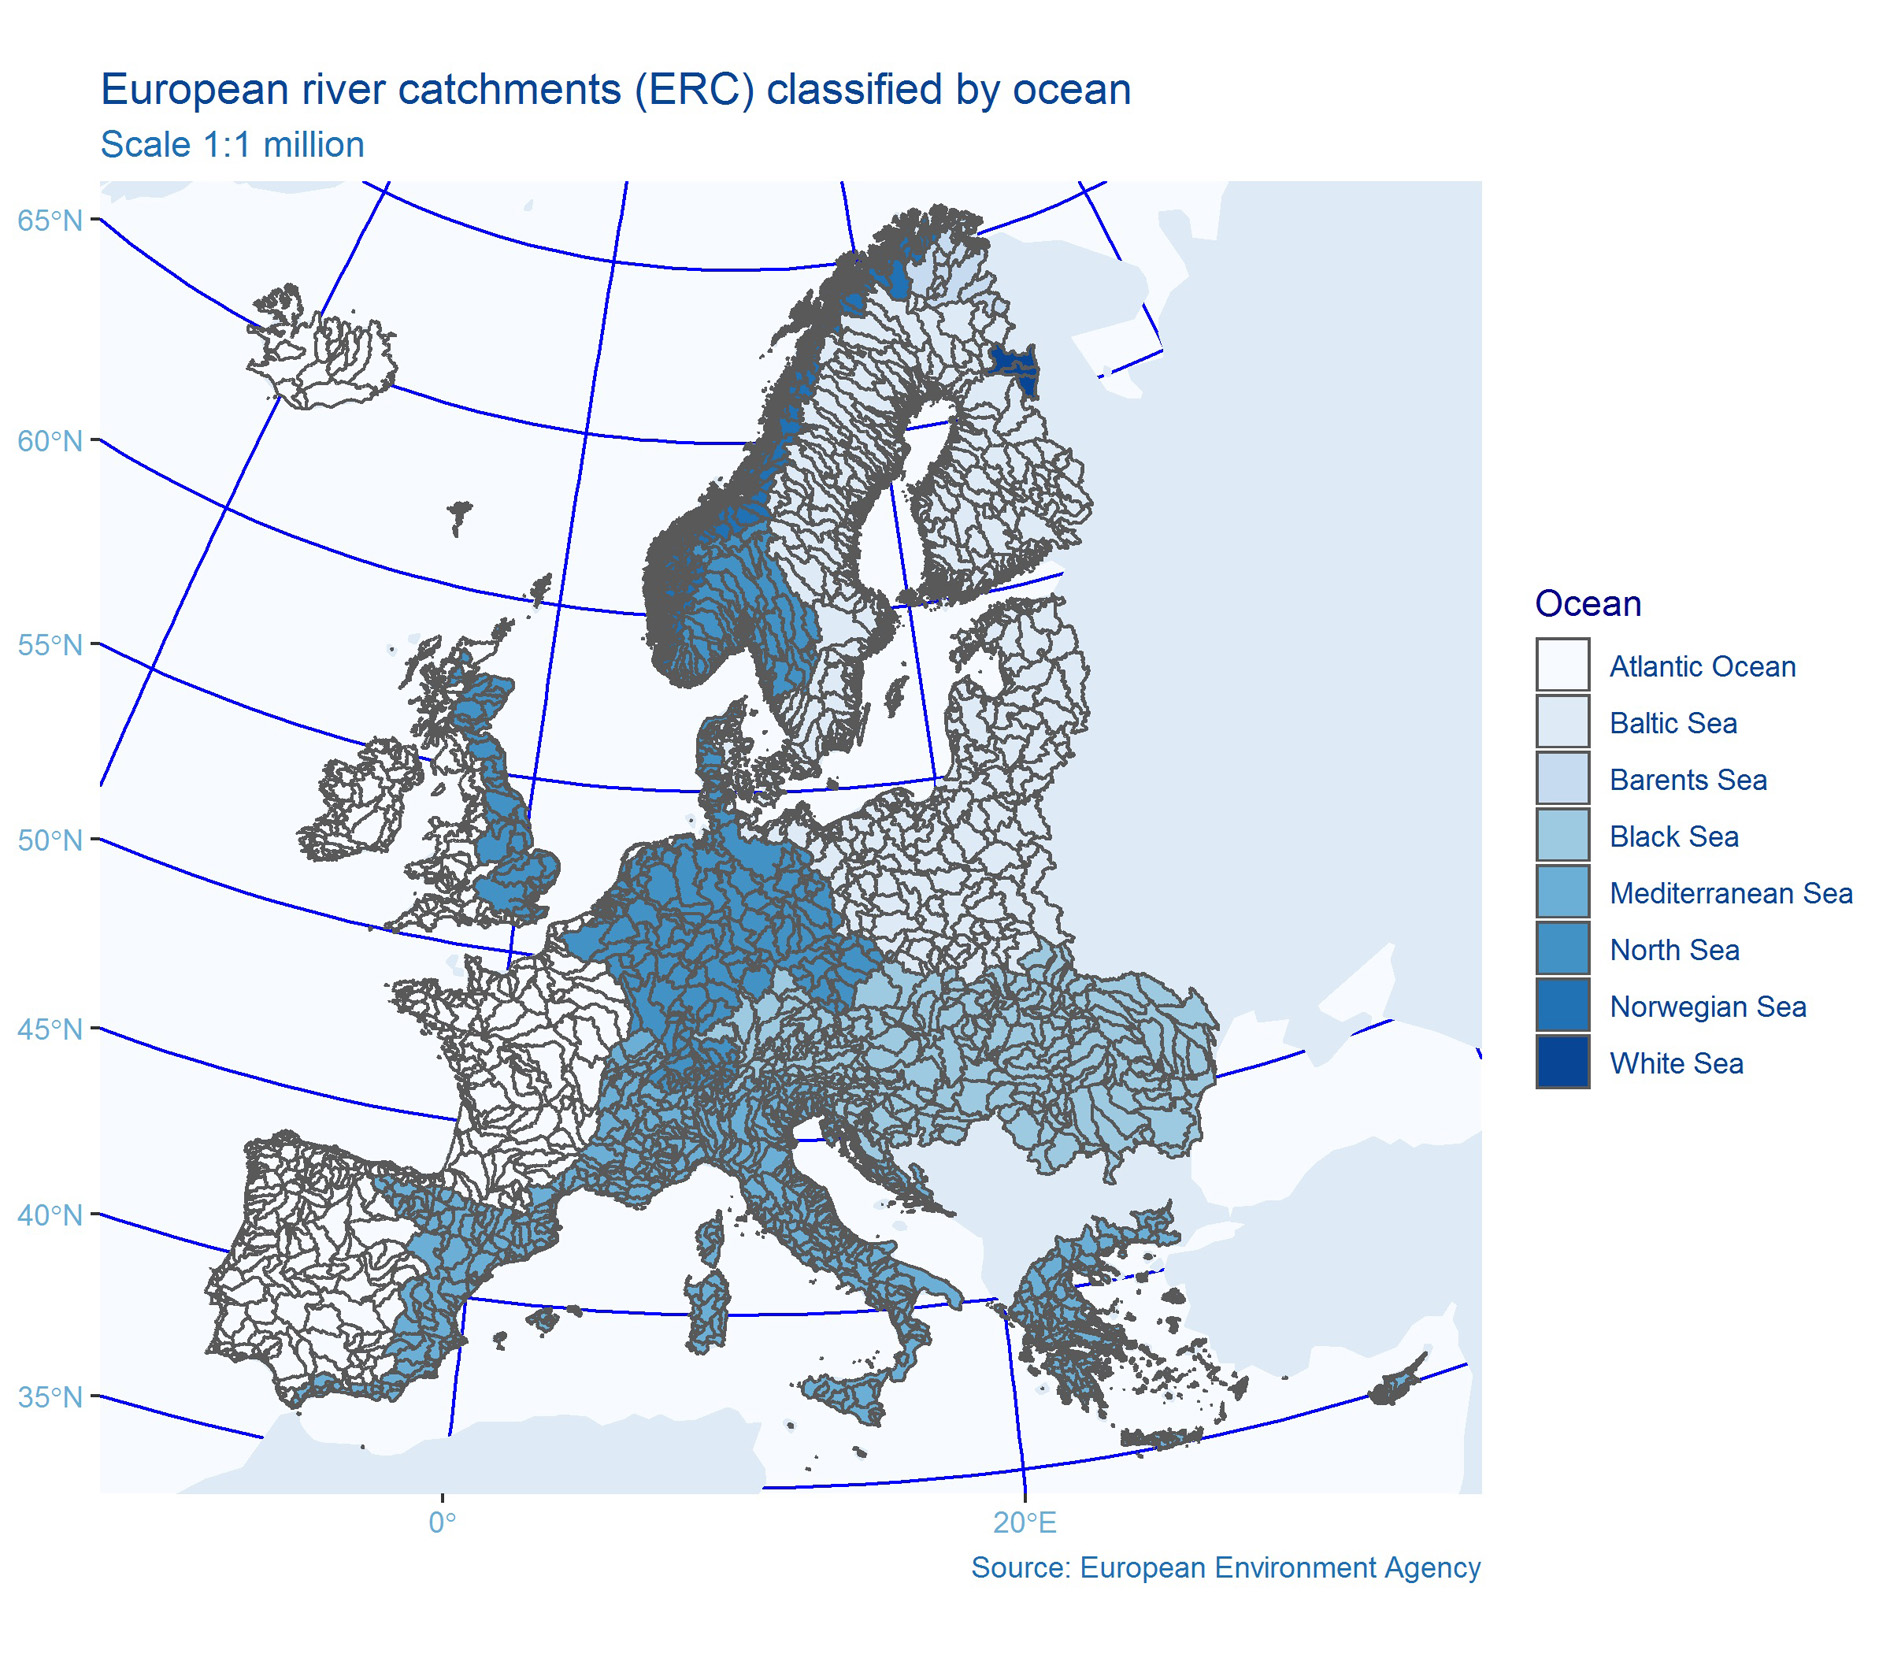 European river catchments (ERC) classified by ocean
Scale 1:1 million
65°N
60°N
55°N
50°N
45°N
40°N
35°N
0°
20°E
Ocean
Atlantic Ocean
Baltic Sea
Barents Sea
Black Sea
Mediterranean Sea
North Sea
Norwegian Sea
White Sea
Source: European Environment Agency